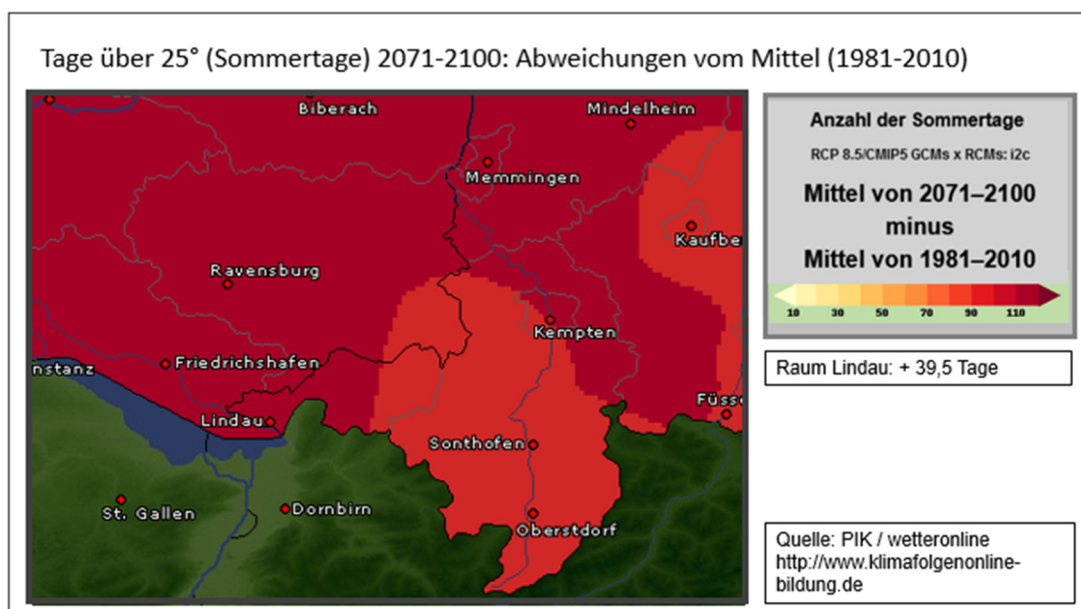 Tage über 25° (Sommertage) 2071-2100: Abweichungen vom Mittel (1981-2010)
Biberach
Mindelheim
Memmingen
Kaufbe
Ravensburg
Kempten
Friedrichshafen
nstanz
Füsse
Lindau
Sonthofen
St. Gallen
Dornbirn
Oberstdorf
Anzahl der Sommertage
RCP 8.5/CMIP5 GCMs x RCMs: i2c
Mittel von 2071–2100
minus
Mittel von 1981–2010
10 30 50 70 90 110
Raum Lindau: + 39,5 Tage
Quelle: PIK / wetteronline
http://www.klimafolgenonline-
bildung.de